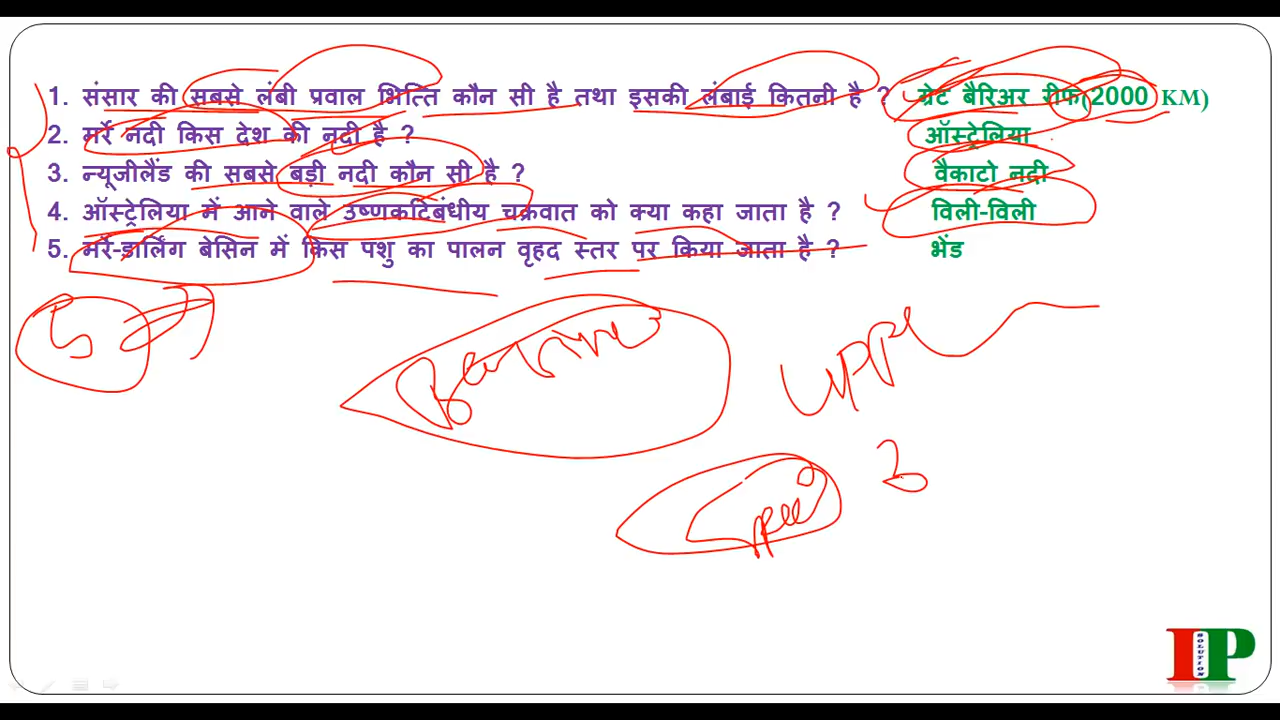 1. संसार की सबसे लंबी प्रवाल भित्ति कौन सी है तथा इसकी लंबाई कितनी है ? ग्रेट बैरिअर रीफ(2000 KM)
2. मर्रे नदी किस देश की नदी है ? ऑस्ट्रेलिया
3. न्यूजीलैंड की सबसे बड़ी नदी कौन सी है ? वैकाटो नदी
4. ऑस्ट्रेलिया में आने वाले उष्णकटिबंधीय चक्रवात को क्या कहा जाता है ? विली-विली
5. मर्रे-डार्लिंग बेसिन में किस पशु का पालन वृहद स्तर पर किया जाता है ? भेंड
IP
SOLUTION